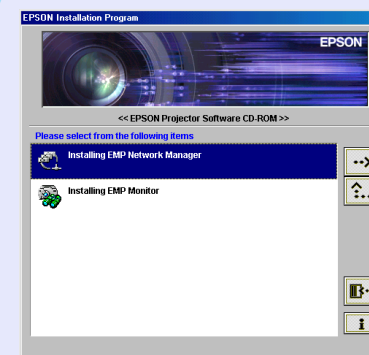 EPSON Installation Program
EPSON
<< EPSON Projector Software CD-ROM >>
Please select from the following items
Installing EMP Network Manager
Installing EMP Monitor